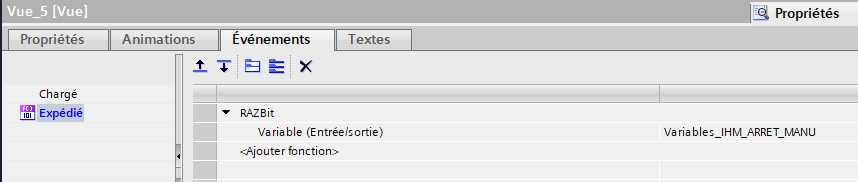 Vue_5 [Vue]
Propriétés
Propriétés Animations Événements Textes
Chargé
Expédié
RAZBit
Variable (Entrée/sortie) Variables_IHM_ARRET_MANU
<Ajouter fonction>